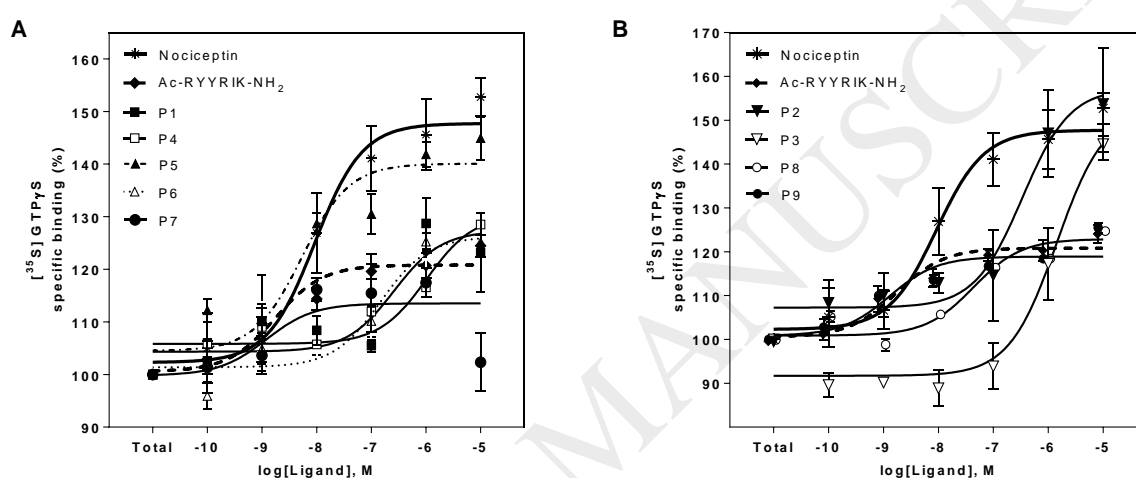 A
[³⁵S] GTPγS
specific binding (%)
160
150
140
130
120
110
100
90
Nociceptin
Ac-RYYRIK-NH₂
P1
P4
P5
P6
P7
Total -10 -9 -8 -7 -6 -5
log[Ligand], M
B
[³⁵S] GTPγS
specific binding (%)
170
160
150
140
130
120
110
100
90
Nociceptin
Ac-RYYRIK-NH₂
P2
P3
P8
P9
Total -10 -9 -8 -7 -6 -5
log[Ligand], M
MANUSCRI